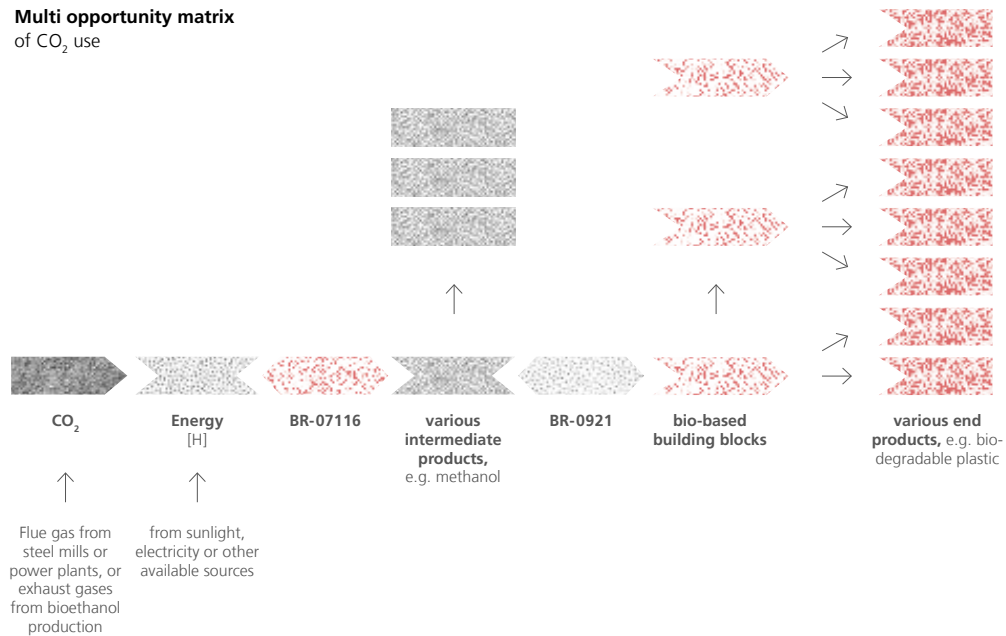 Multi opportunity matrix
of CO₂ use
CO₂
Energy
[H]
BR-07116
various
intermediate
products,
e.g. methanol
BR-0921
bio-based
building blocks
various end
products, e.g. bio-
degradable plastic
Flue gas from
steel mills or
power plants, or
exhaust gases
from bioethanol
production
from sunlight,
electricity or other
available sources